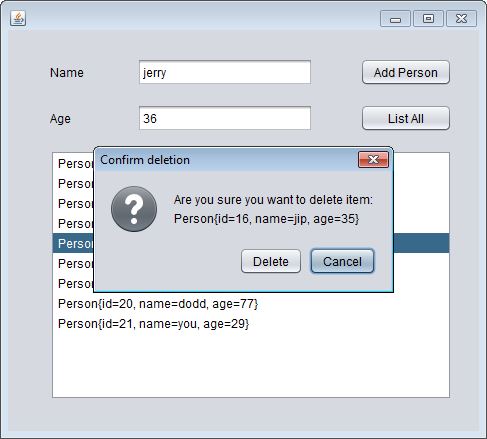 Name
jerry
Add Person
Age
36
List All
Person
Confirm deletion
Person
Are you sure you want to delete item:
Person
Person{id=16, name=jip, age=35}
Person
Person
Delete
Cancel
Person
Person
Person{id=20, name=dodd, age=77}
Person{id=21, name=you, age=29}